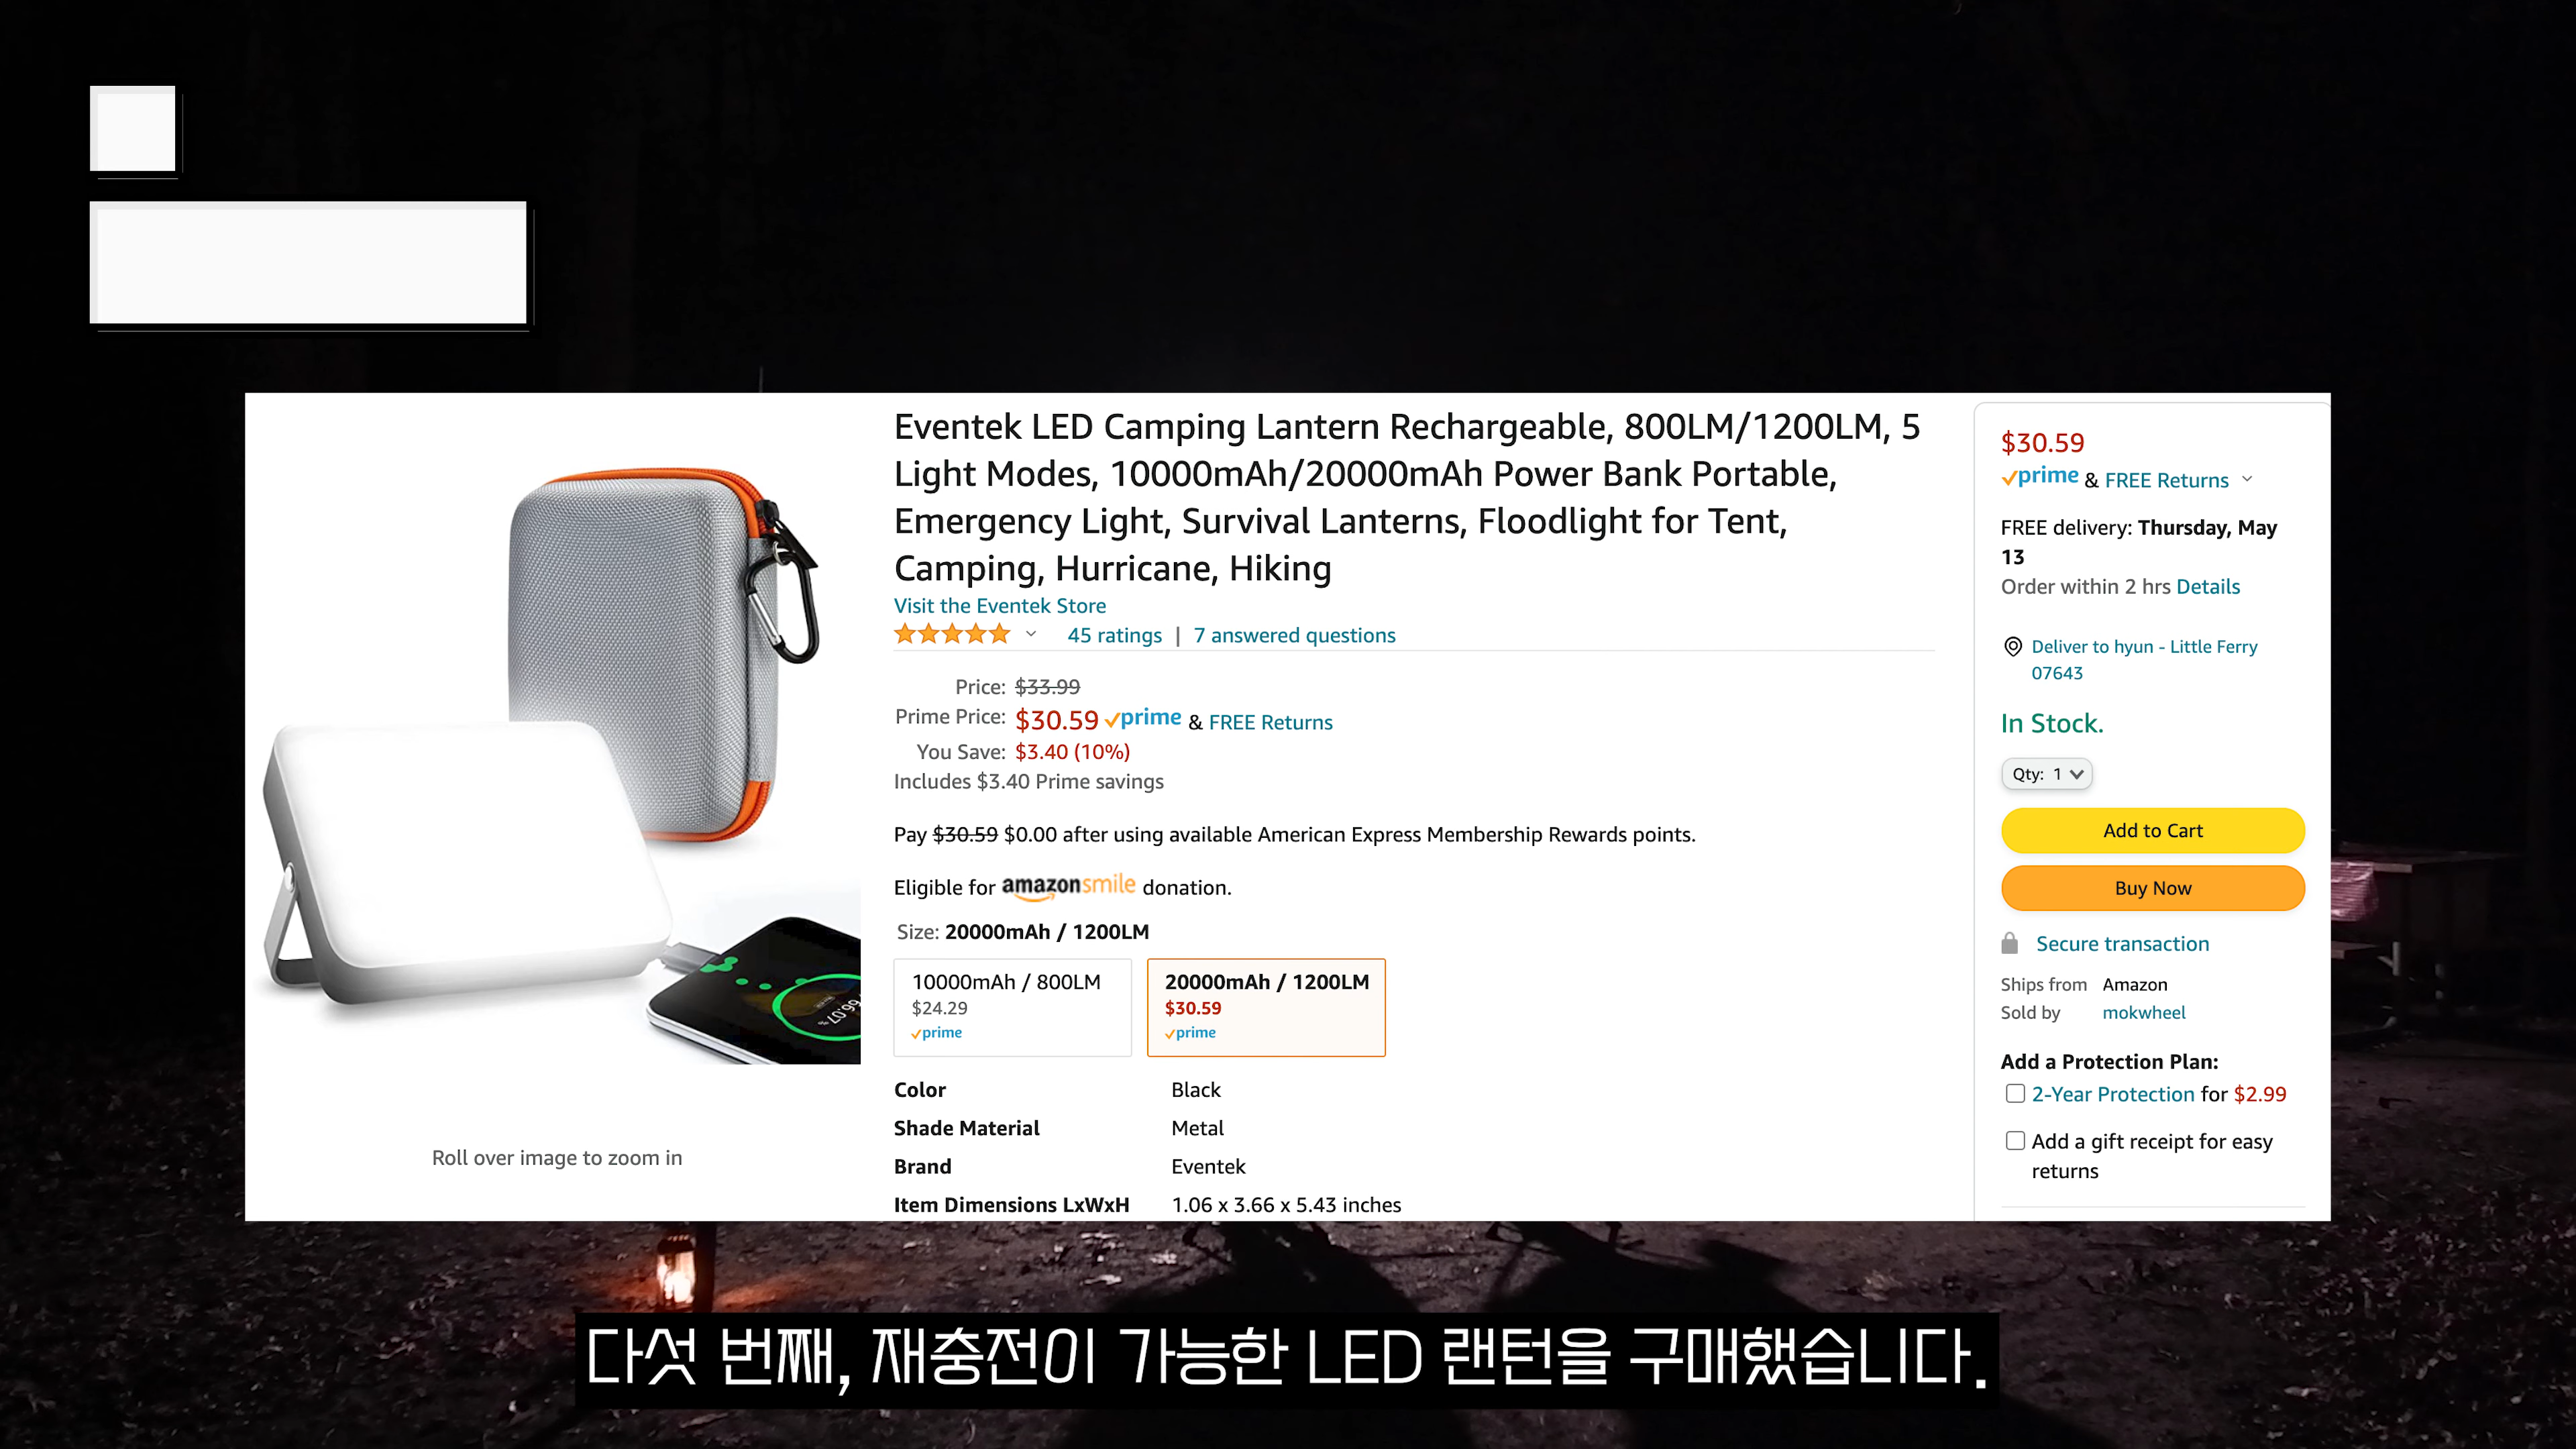 Eventek LED Camping Lantern Rechargeable, 800LM/1200LM, 5
Light Modes, 10000mAh/20000mAh Power Bank Portable,
Emergency Light, Survival Lanterns, Floodlight for Tent,
Camping, Hurricane, Hiking
Visit the Eventek Store
45 ratings | 7 answered questions
Price: $33.99
Prime Price: $30.59 prime & FREE Returns
You Save: $3.40 (10%)
Includes $3.40 Prime savings
Pay $30.59 $0.00 after using available American Express Membership Rewards points.
Eligible for amazonsmile donation.
Size: 20000mAh / 1200LM
10000mAh / 800LM
$24.29
prime
20000mAh / 1200LM
$30.59
prime
Color Black
Shade Material Metal
Brand Eventek
Item Dimensions LxWxH 1.06 x 3.66 x 5.43 inches
Roll over image to zoom in
$30.59
prime & FREE Returns
FREE delivery: Thursday, May
13
Order within 2 hrs Details
Deliver to hyun - Little Ferry
07643
In Stock.
Qty: 1
Add to Cart
Buy Now
Secure transaction
Ships from Amazon
Sold by mokwheel
Add a Protection Plan:
2-Year Protection for $2.99
Add a gift receipt for easy
returns
다섯 번째, 재충전이 가능한 LED 랜턴을 구매했습니다.